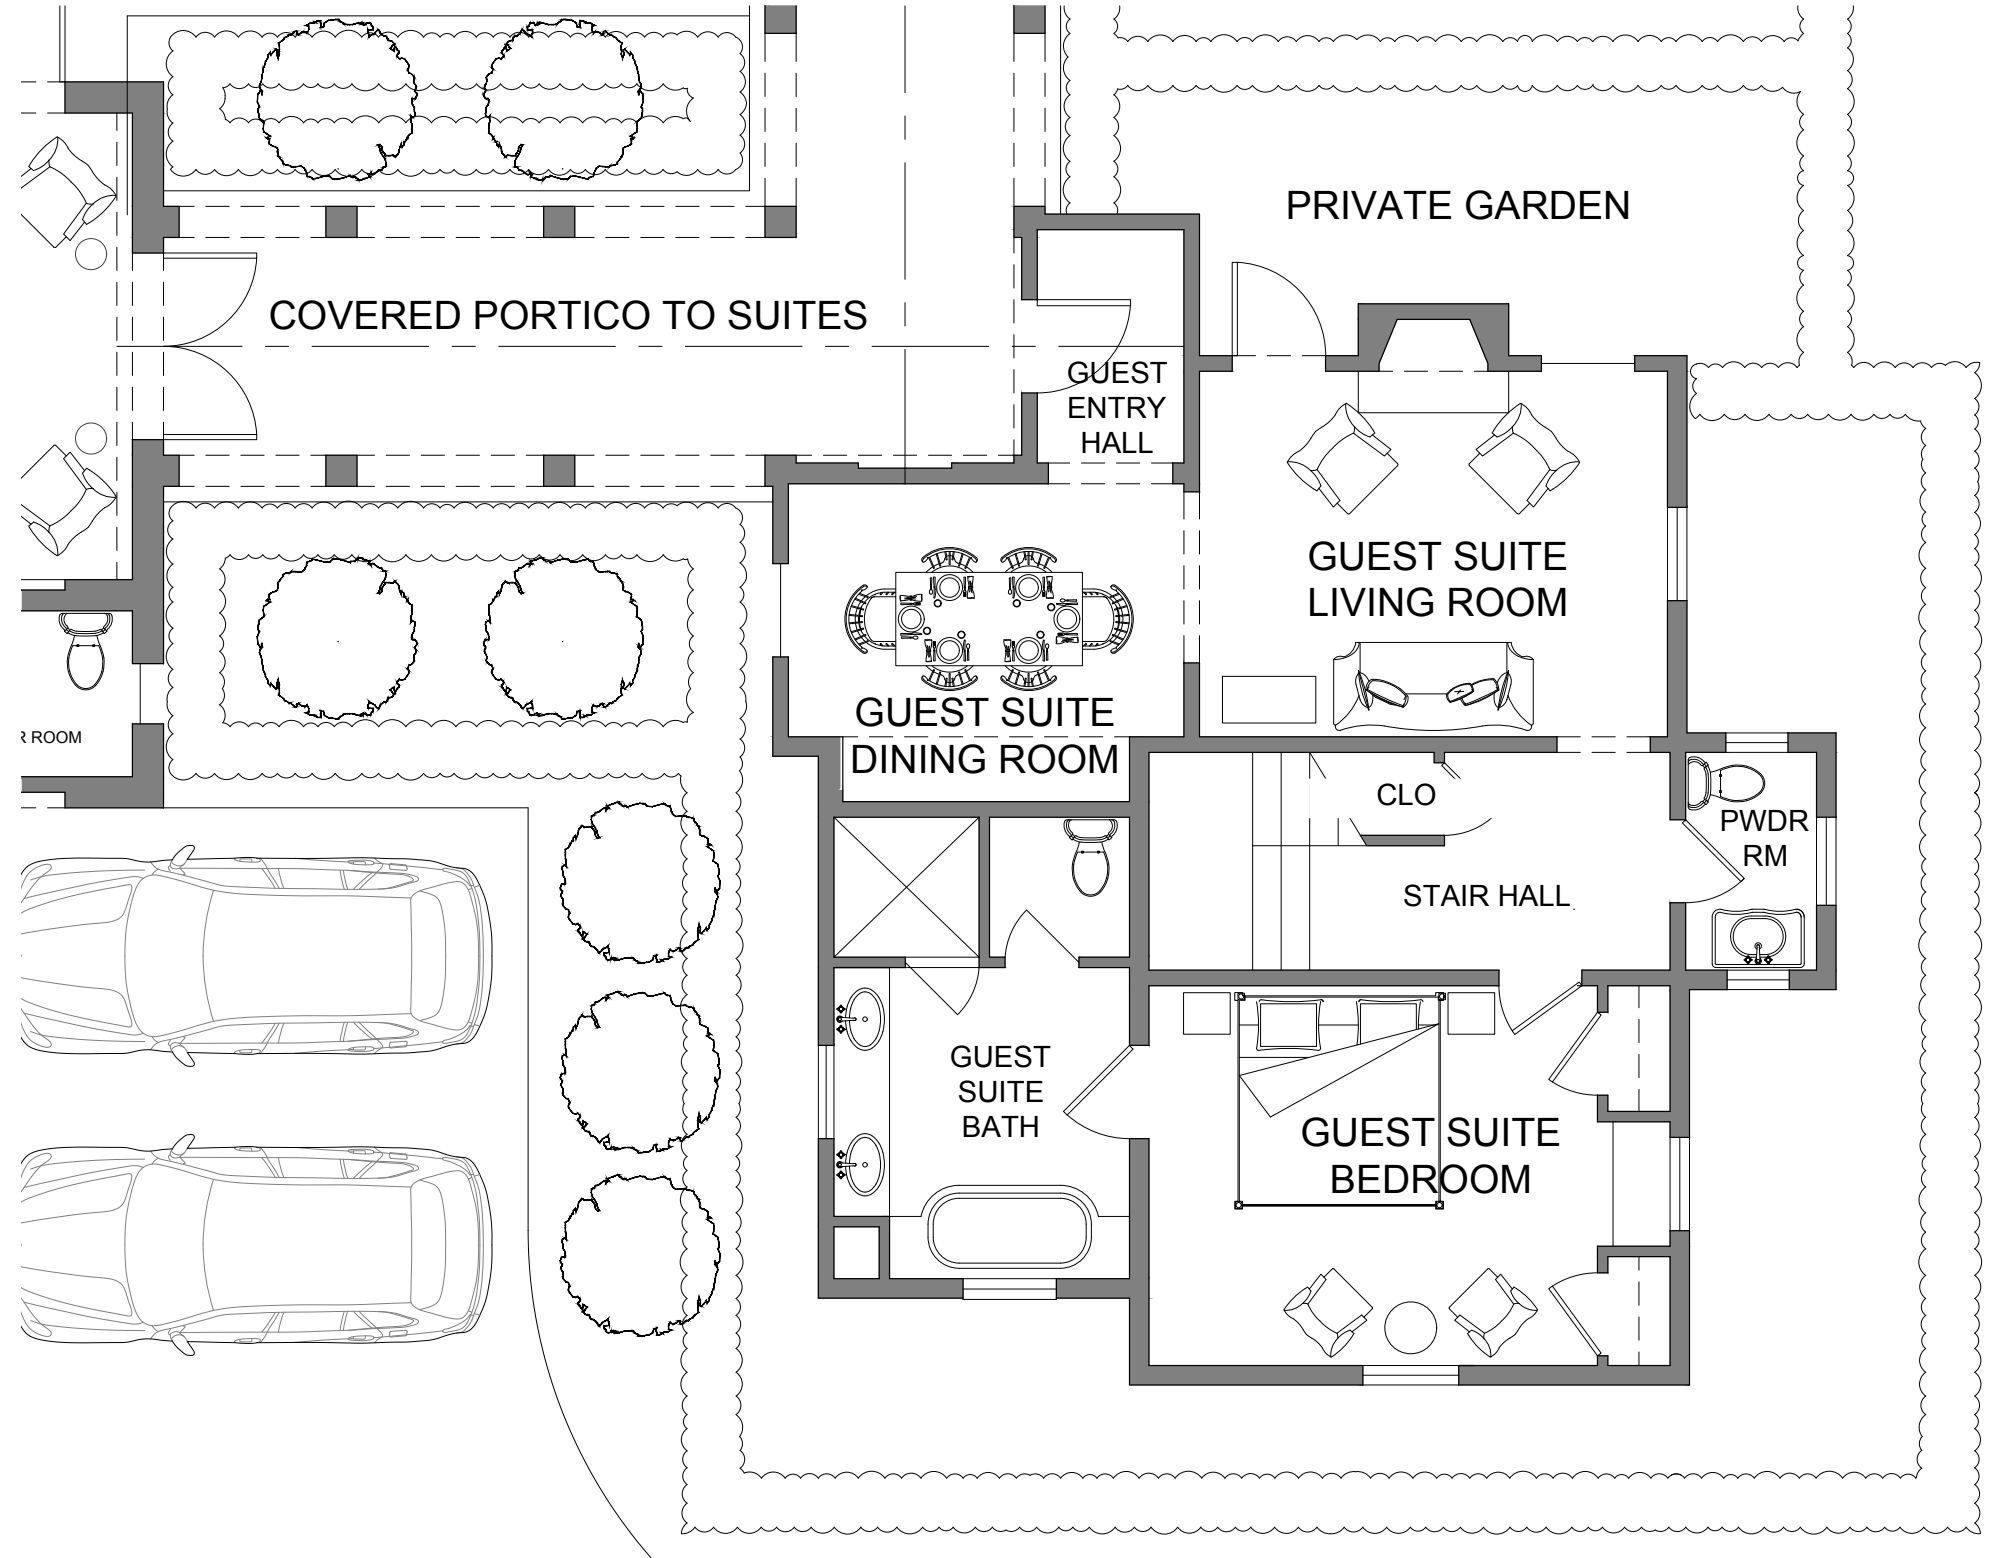 PRIVATE GARDEN
COVERED PORTICO TO SUITES
GUEST
ENTRY
HALL
GUEST SUITE
LIVING ROOM
GUEST SUITE
DINING ROOM
R ROOM
CLO
PWDR
RM
STAIR HALL
GUEST
SUITE
BATH
GUEST SUITE
BEDROOM